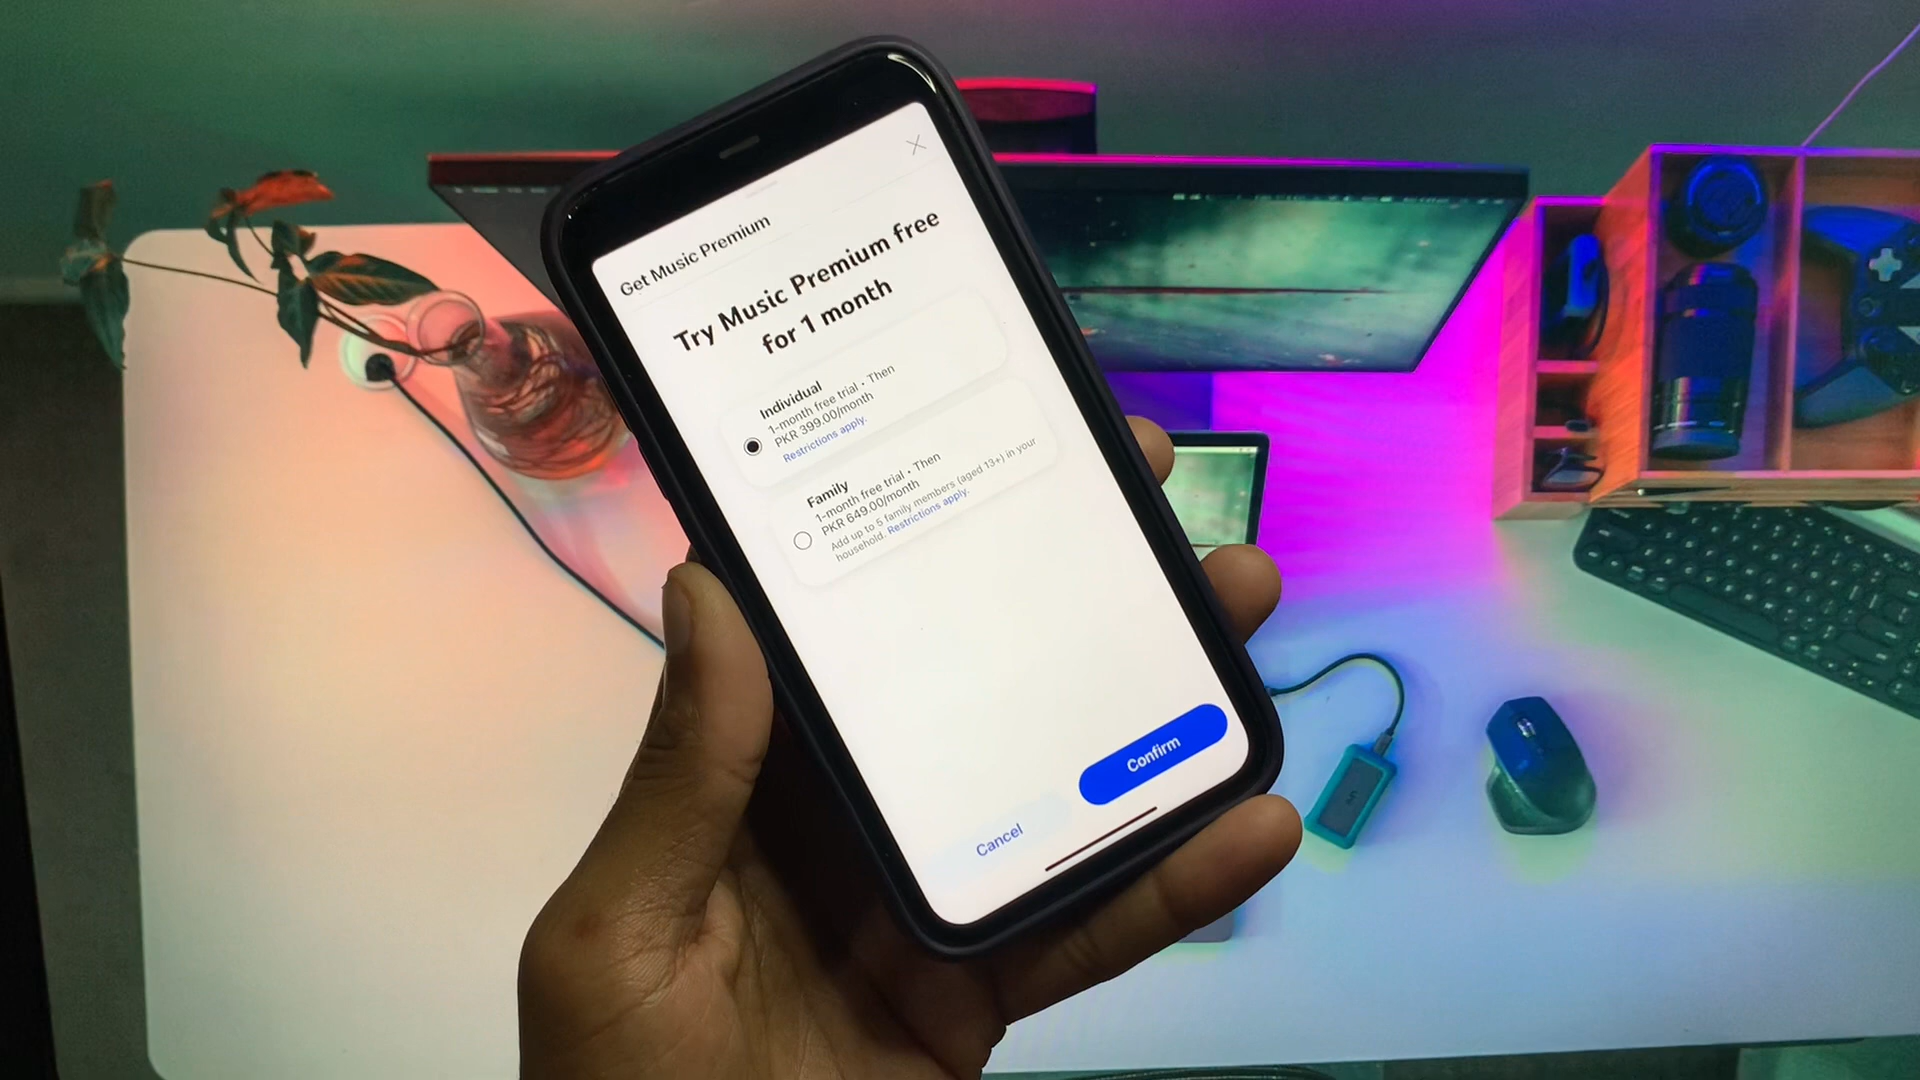 Get Music Premium
Try Music Premium free
for 1 month
Individual
1-month free trial • Then
PKR 399.00/month
Restrictions apply.
Family
1-month free trial • Then
PKR 649.00/month
Add up to 5 family members (aged 13+) in your
household. Restrictions apply.
Confirm
Cancel